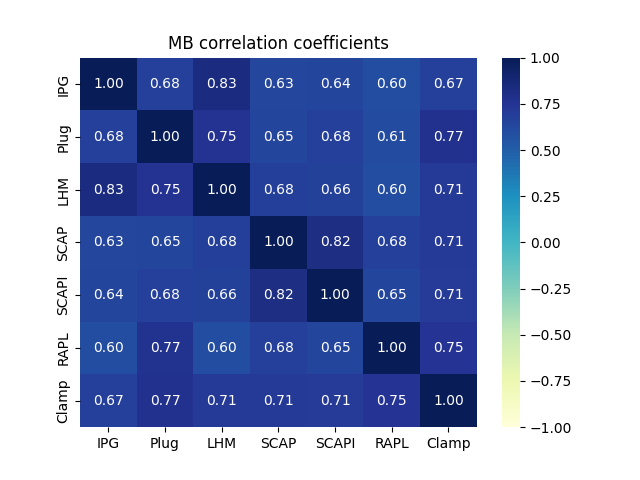 MB correlation coefficients
IPG 1.00 0.68 0.83 0.63 0.64 0.60 0.67
Plug 0.68 1.00 0.75 0.65 0.68 0.61 0.77
LHM 0.83 0.75 1.00 0.68 0.66 0.60 0.71
SCAP 0.63 0.65 0.68 1.00 0.82 0.68 0.71
SCAPI 0.64 0.68 0.66 0.82 1.00 0.65 0.71
RAPL 0.60 0.77 0.60 0.68 0.65 1.00 0.75
Clamp 0.67 0.77 0.71 0.71 0.71 0.75 1.00
IPG Plug LHM SCAP SCAPI RAPL Clamp
1.00
0.75
0.50
0.25
0.00
−0.25
−0.50
−0.75
−1.00